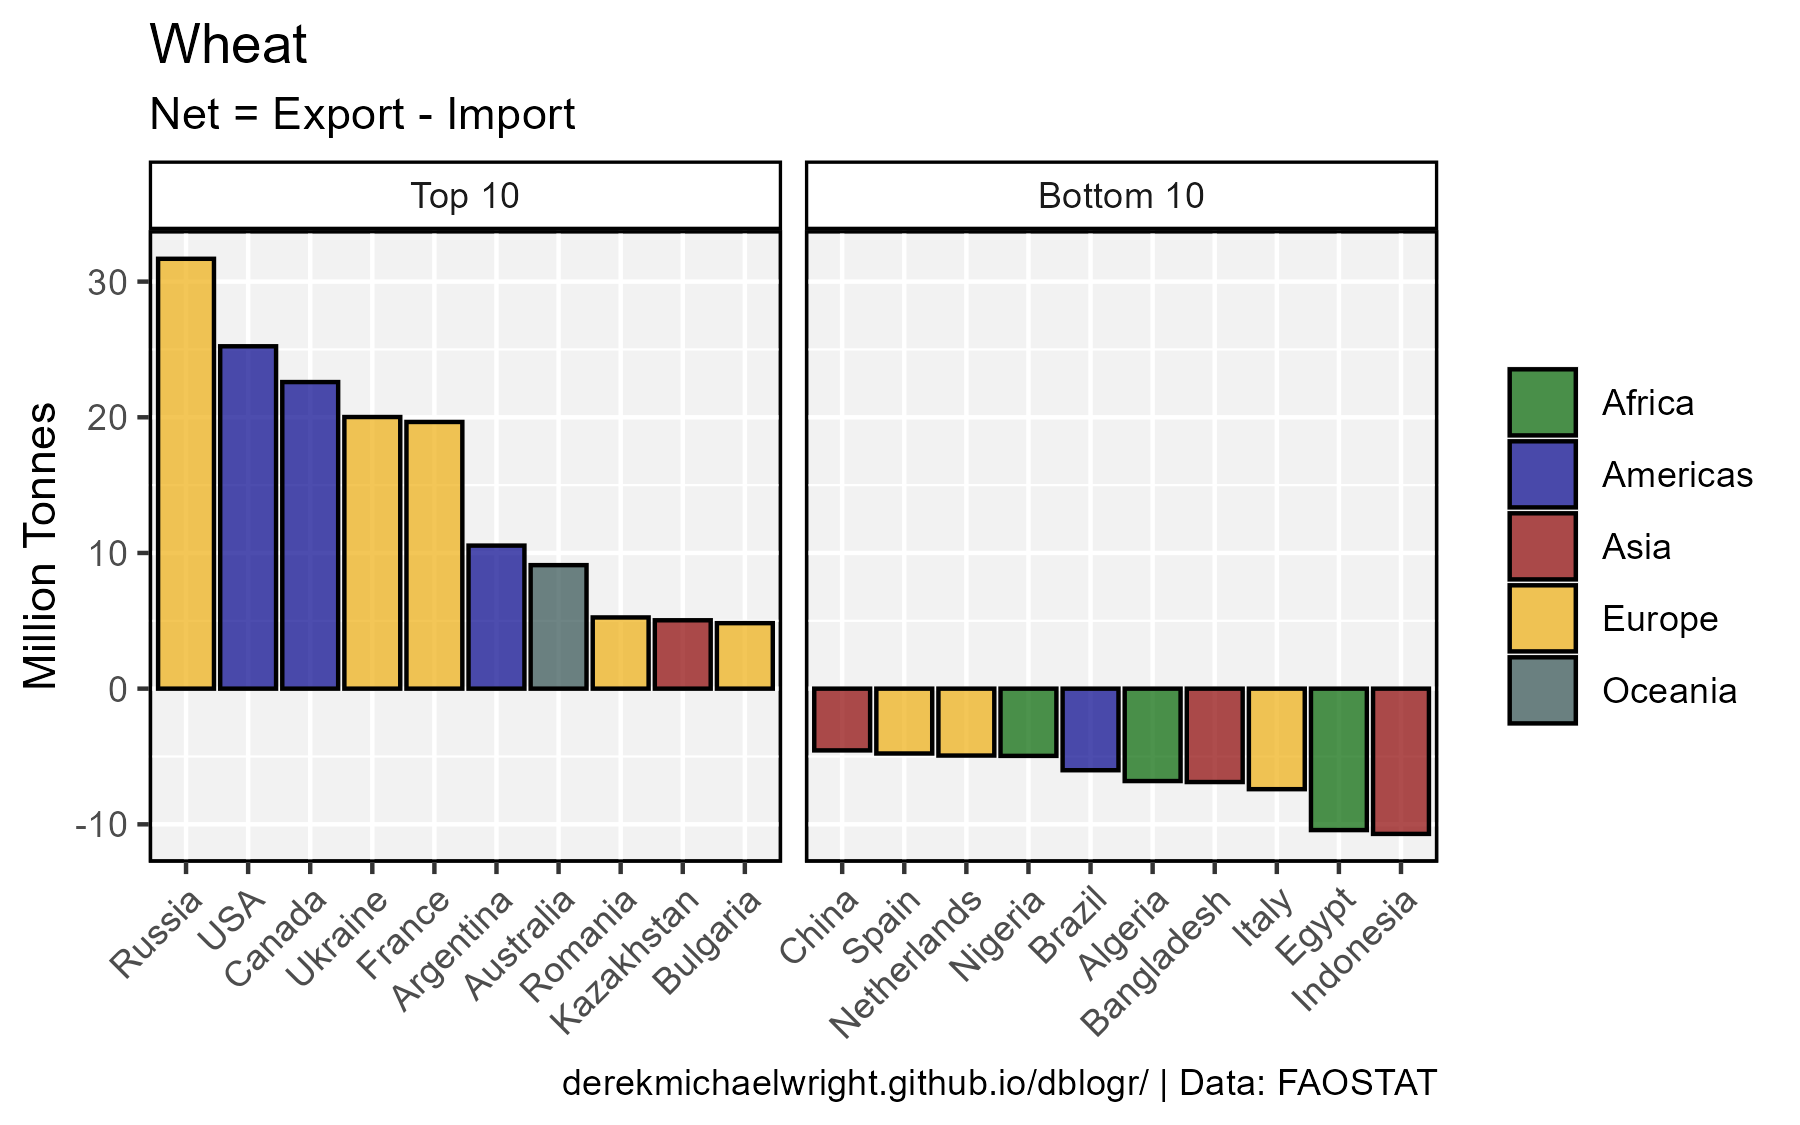 Wheat
Net = Export - Import
Top 10
Bottom 10
Million Tonnes
30
20
10
0
-10
Russia
USA
Canada
Ukraine
France
Argentina
Australia
Romania
Kazakhstan
Bulgaria
China
Spain
Netherlands
Nigeria
Brazil
Algeria
Bangladesh
Italy
Egypt
Indonesia
Africa
Americas
Asia
Europe
Oceania
derekmichaelwright.github.io/dblogr/ | Data: FAOSTAT